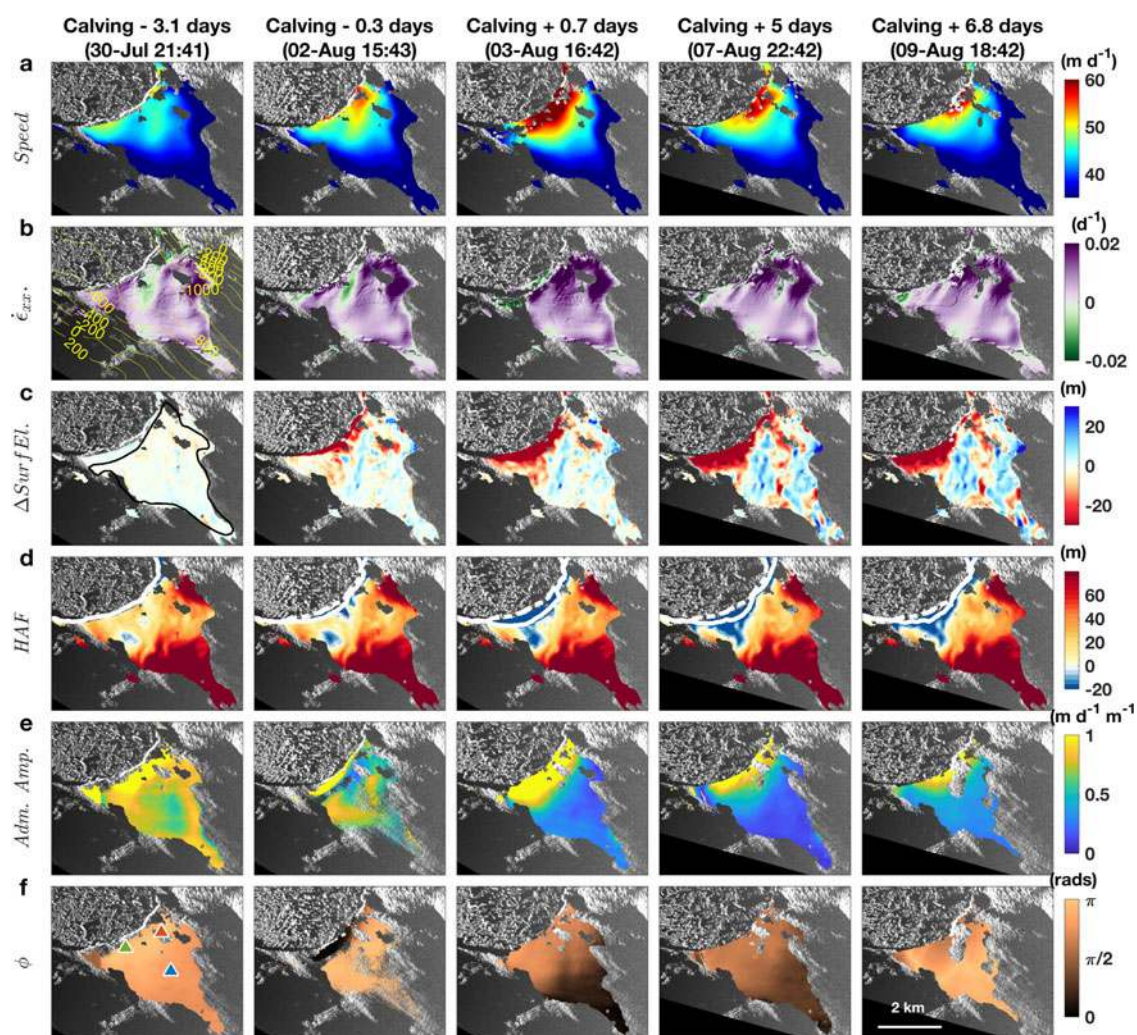 Calving - 3.1 days Calving - 0.3 days Calving + 0.7 days Calving + 5 days Calving + 6.8 days
(30-Jul 21:41) (02-Aug 15:43) (03-Aug 16:42) (07-Aug 22:42) (09-Aug 18:42)
a
Speed
(m d⁻¹)
60
50
40
b
ϵ̇xx.
600
400
200
0
200
1000
800
(d⁻¹)
0.02
0
-0.02
c
ΔSurfEl.
(m)
20
0
-20
d
HAF
(m)
60
40
20
0
-20
e
Adm. Amp.
(m d⁻¹ m⁻¹)
1
0.5
0
f
ϕ
2 km
(rads)
π
π/2
0